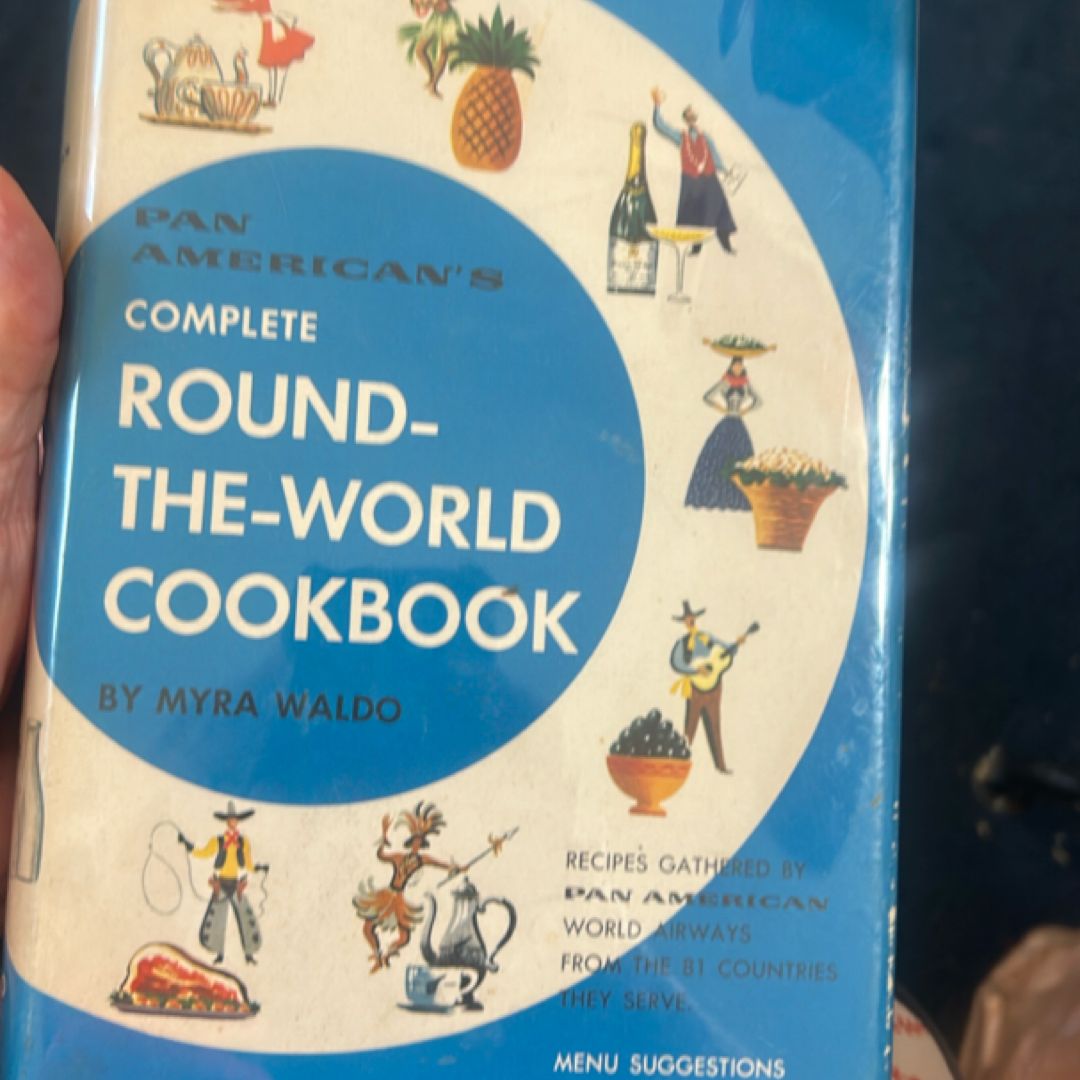 PAN
AMERICAN'S
COMPLETE
ROUND-
THE-WORLD
COOKBOOK
BY MYRA WALDO
RECIPES GATHERED BY
PAN AMERICAN
WORLD AIRWAYS
FROM THE 81 COUNTRIES
THEY SERVE.
MENU SUGGESTIONS